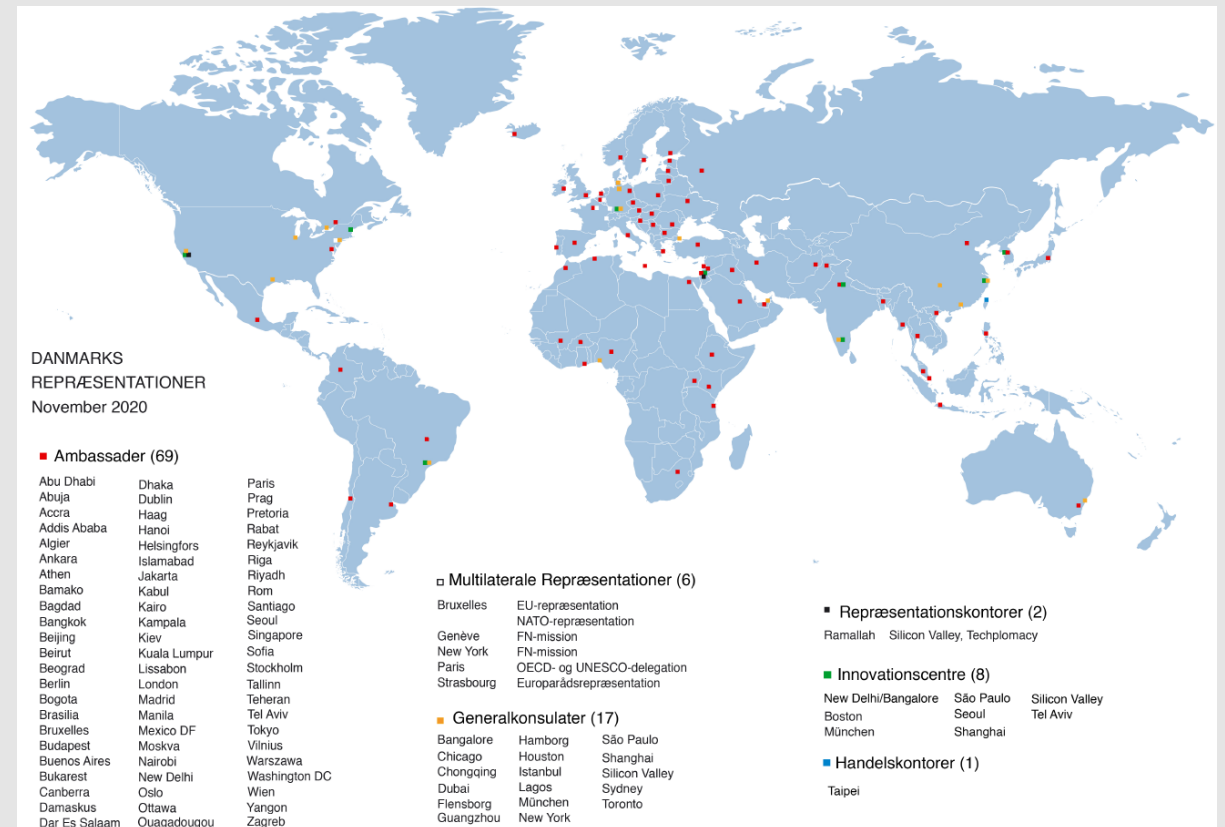 DANMARKS
REPRÆSENTATIONER
November 2020
Ambassader (69)
Abu Dhabi
Abuja
Accra
Addis Ababa
Algier
Ankara
Athen
Bamako
Bagdad
Bangkok
Beijing
Beirut
Beograd
Berlin
Bogota
Brasilia
Bruxelles
Budapest
Buenos Aires
Bukarest
Canberra
Damaskus
Dar Es Salaam
Dhaka
Dublin
Haag
Hanoi
Helsingfors
Islamabad
Jakarta
Kabul
Kairo
Kampala
Kiev
Kuala Lumpur
Lissabon
London
Madrid
Manila
Mexico DF
Moskva
Nairobi
New Delhi
Oslo
Ottawa
Ouagadougou
Paris
Prag
Pretoria
Rabat
Reykjavik
Riga
Riyadh
Rom
Santiago
Seoul
Singapore
Sofia
Stockholm
Tallinn
Teheran
Tel Aviv
Tokyo
Vilnius
Warszawa
Washington DC
Wien
Yangon
Zagreb
Multilaterale Repræsentationer (6)
Bruxelles EU-repræsentation
NATO-repræsentation
Genève FN-mission
New York FN-mission
Paris OECD- og UNESCO-delegation
Strasbourg Europarådsrepræsentation
Generalkonsulater (17)
Bangalore
Chicago
Chongqing
Dubai
Flensborg
Guangzhou
Hamborg
Houston
Istanbul
Lagos
München
New York
São Paulo
Shanghai
Silicon Valley
Sydney
Toronto
Repræsentationskontorer (2)
Ramallah Silicon Valley, Techplomacy
Innovationscentre (8)
New Delhi/Bangalore
Boston
München
São Paulo
Seoul
Shanghai
Silicon Valley
Tel Aviv
Handelskontorer (1)
Taipei